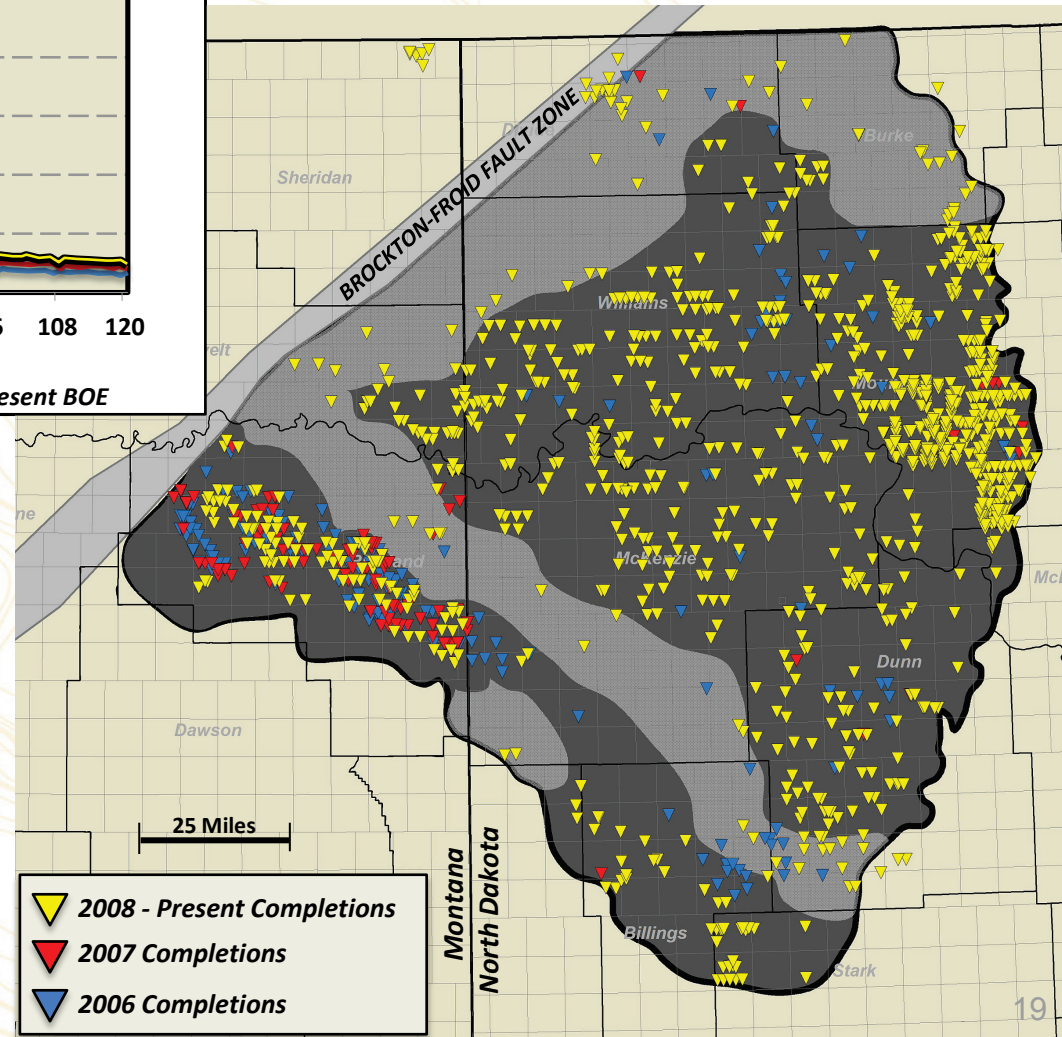 108 120
esent BOE
BROCKTON-FROID FAULT ZONE
Burke
Sheridan
Williams
McKenzie
Dunn
Dawson
25 Miles
Montana
North Dakota
2008 - Present Completions
2007 Completions
2006 Completions
Billings
Stark
19